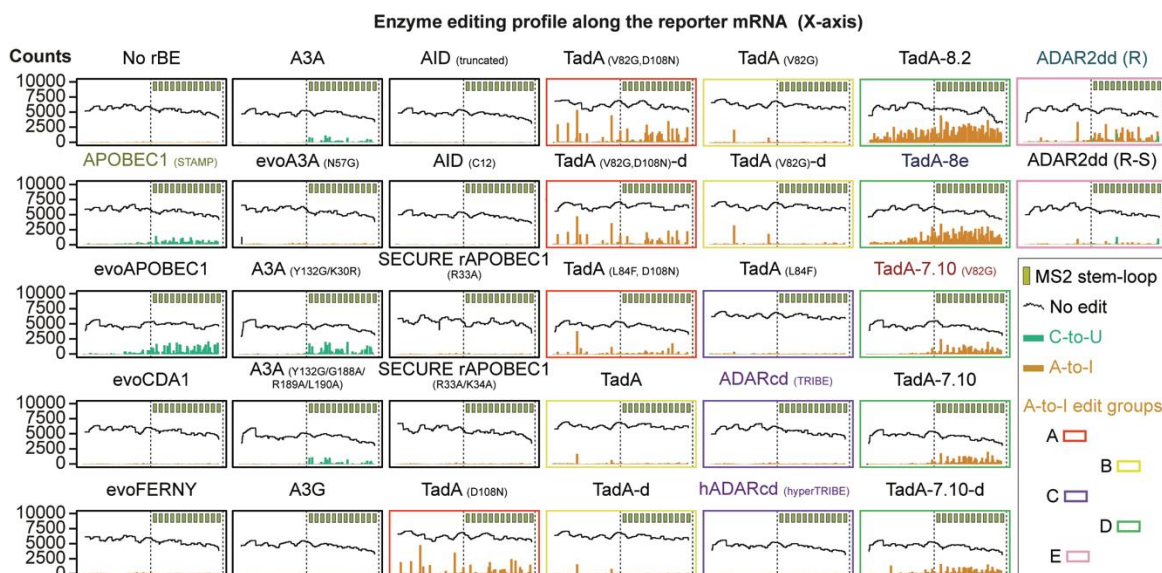 Enzyme editing profile along the reporter mRNA (X-axis)
Counts
No rBE
A3A
AID (truncated)
TadA (V82G,D108N)
TadA (V82G)
TadA-8.2
ADAR2dd (R)
10000
7500
5000
2500
0
APOBEC1 (STAMP)
evoA3A (N57G)
AID (C12)
TadA (V82G,D108N)-d
TadA (V82G)-d
TadA-8e
ADAR2dd (R-S)
10000
7500
5000
2500
0
evoAPOBEC1
A3A (Y132G/K30R)
SECURE rAPOBEC1
(R33A)
TadA (L84F, D108N)
TadA (L84F)
TadA-7.10 (V82G)
10000
7500
5000
2500
0
evoCDA1
A3A (Y132G/G188A/
R189A/L190A)
SECURE rAPOBEC1
(R33A/K34A)
TadA
ADARcd (TRIBE)
TadA-7.10
10000
7500
5000
2500
0
evoFERNY
A3G
TadA (D108N)
TadA-d
hADARcd (hyperTRIBE)
TadA-7.10-d
10000
7500
5000
2500
0
MS2 stem-loop
No edit
C-to-U
A-to-I
A-to-I edit groups
A
B
C
D
E